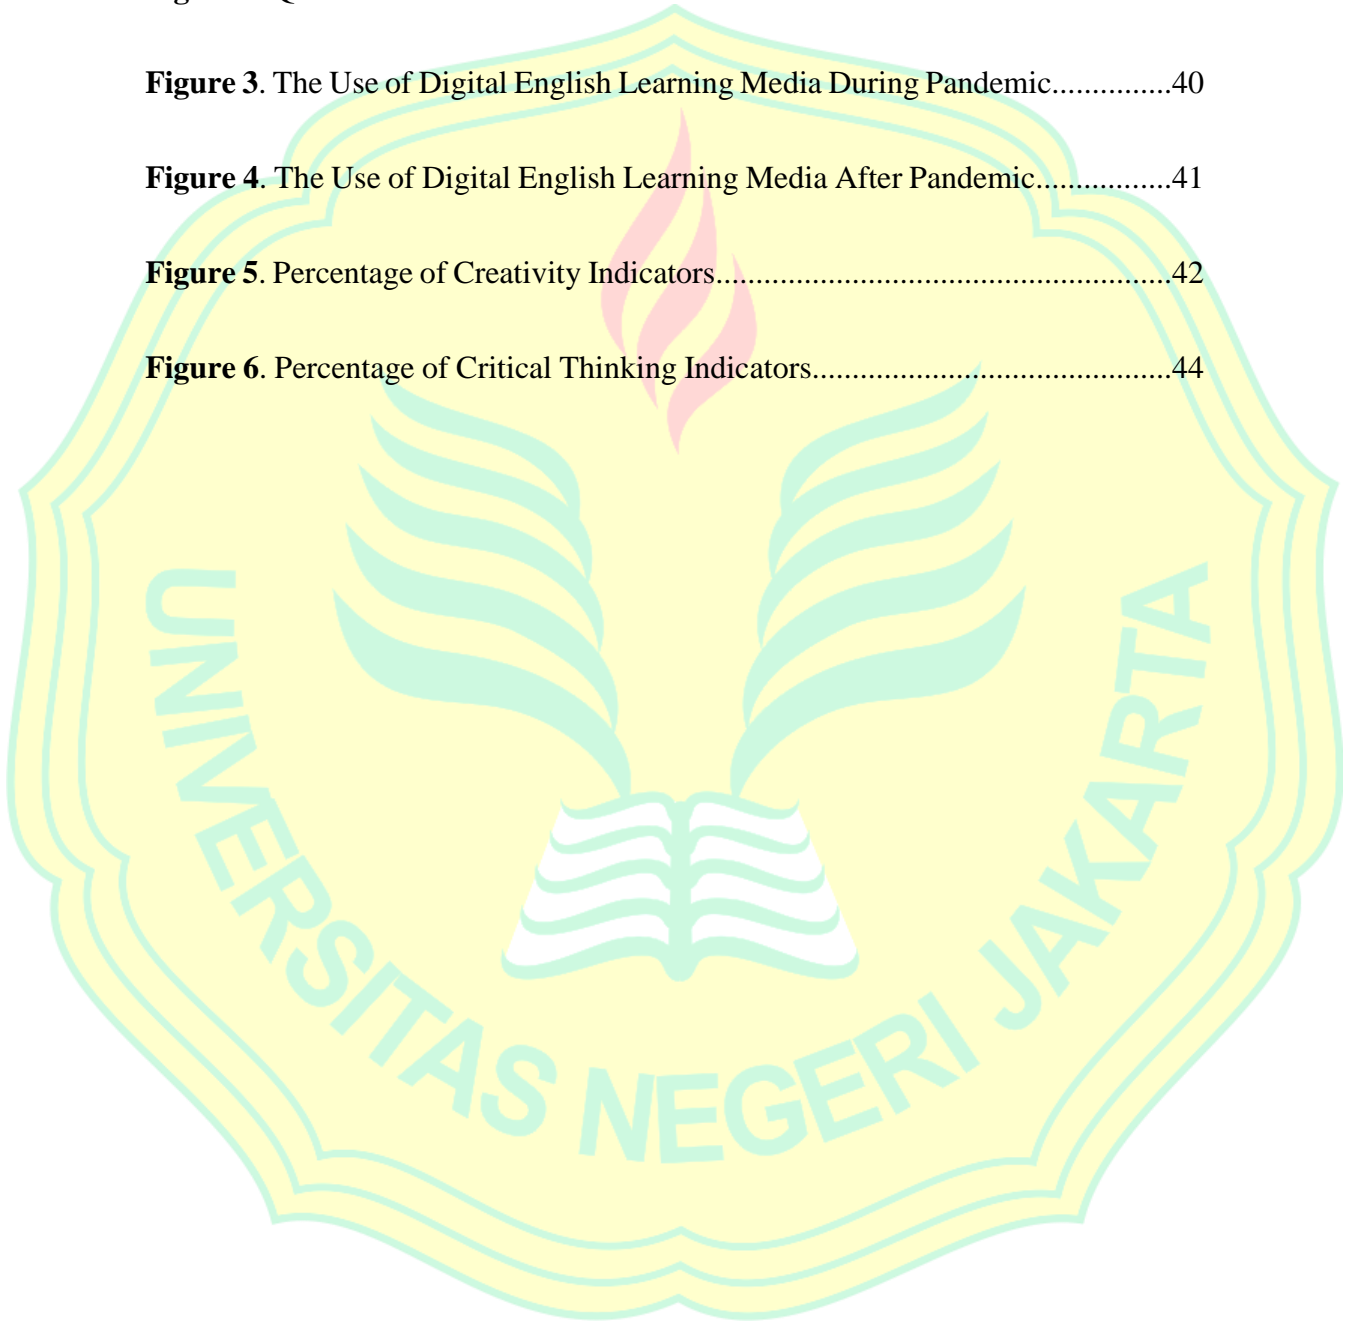 Figure 3. The Use of Digital English Learning Media During Pandemic...............40
Figure 4. The Use of Digital English Learning Media After Pandemic.................41
Figure 5. Percentage of Creativity Indicators.........................................................42
Figure 6. Percentage of Critical Thinking Indicators.............................................44
UNIVERSITAS NEGERI JAKARTA